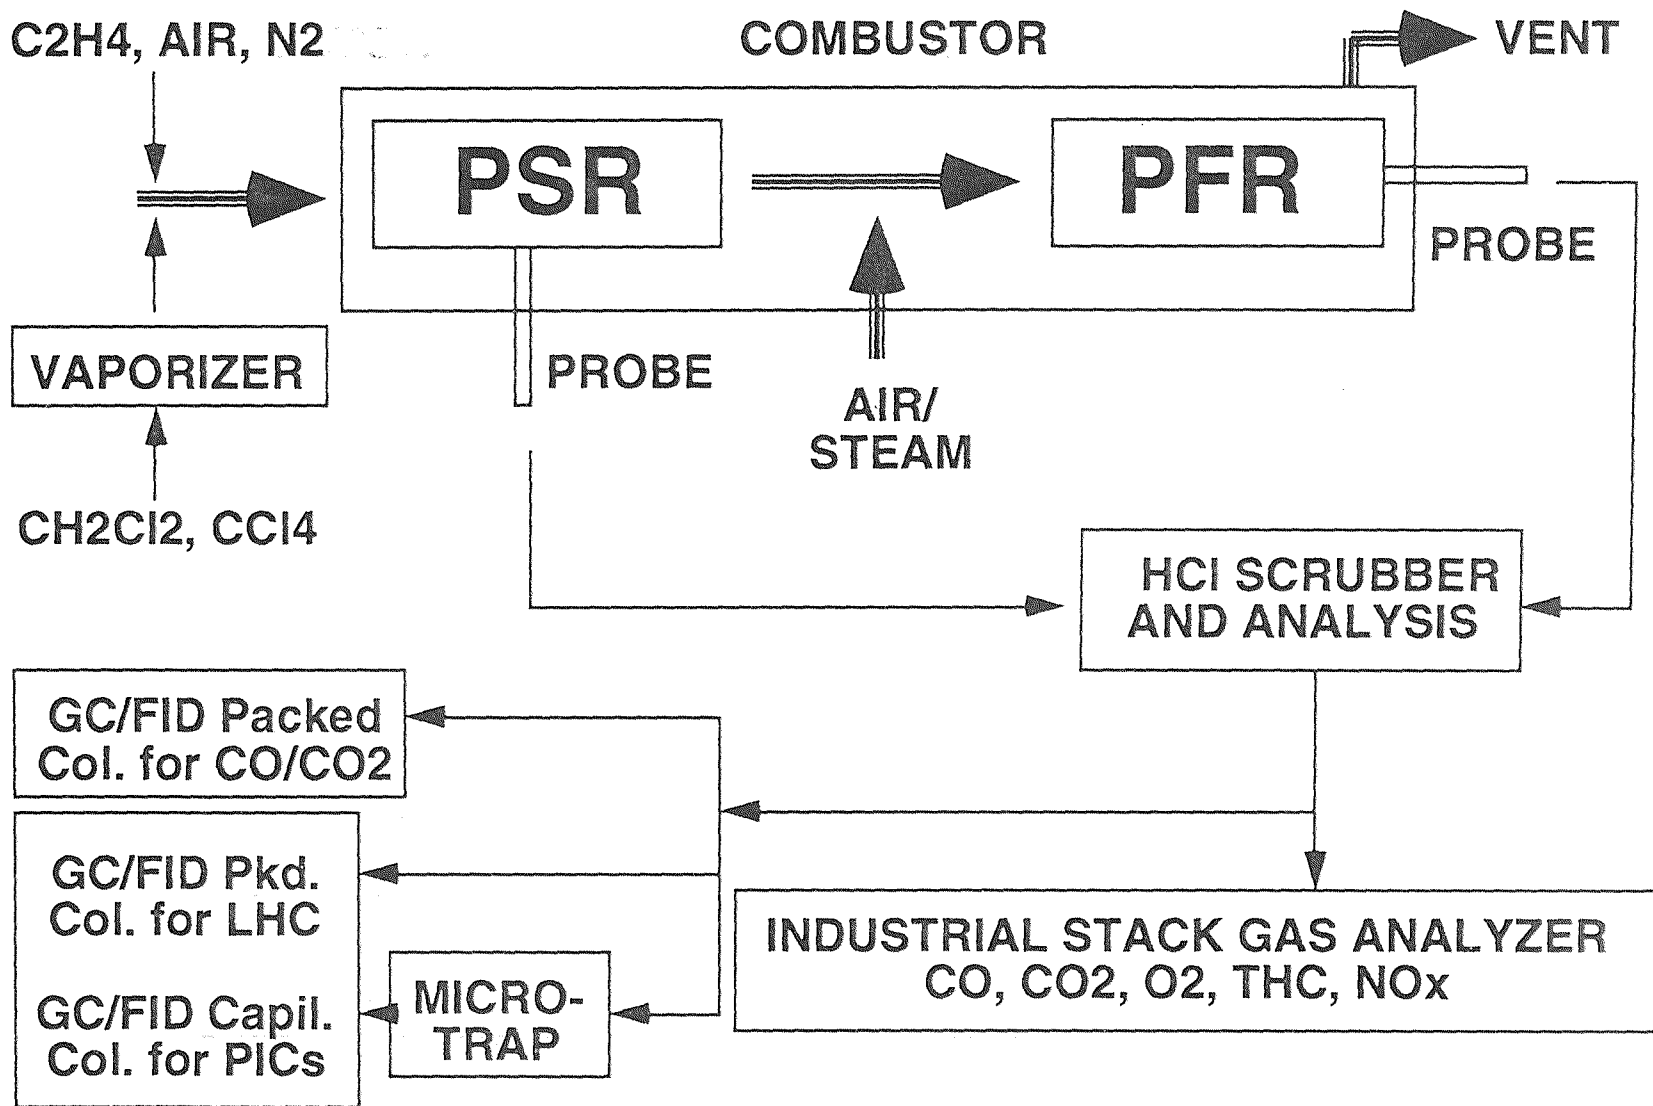 C2H4, AIR, N2
COMBUSTOR
VENT
PSR
PFR
PROBE
VAPORIZER
PROBE
AIR/
STEAM
CH2Cl2, CCl4
HCl SCRUBBER
AND ANALYSIS
GC/FID Packed
Col. for CO/CO2
GC/FID Pkd.
Col. for LHC
INDUSTRIAL STACK GAS ANALYZER
CO, CO2, O2, THC, NOx
MICRO-
TRAP
GC/FID Capil.
Col. for PICs